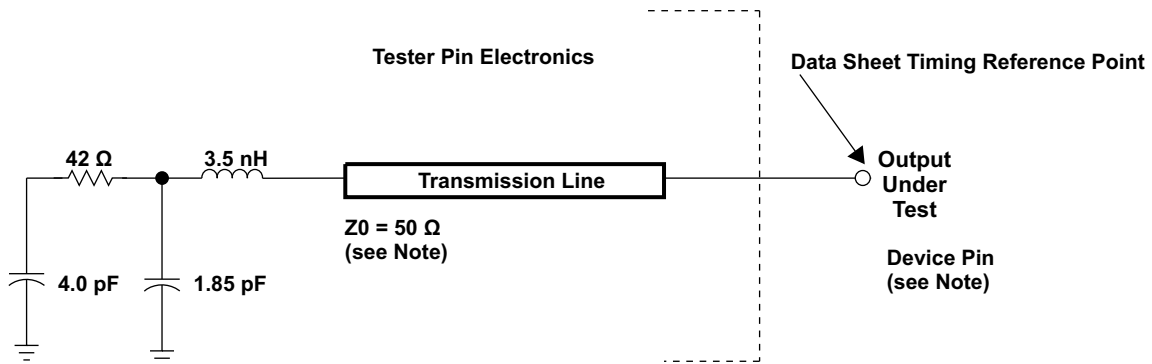 Tester Pin Electronics
Data Sheet Timing Reference Point
42 Ω
3.5 nH
Transmission Line
Output
Under
Test
Z0 = 50 Ω
(see Note)
Device Pin
(see Note)
4.0 pF
1.85 pF